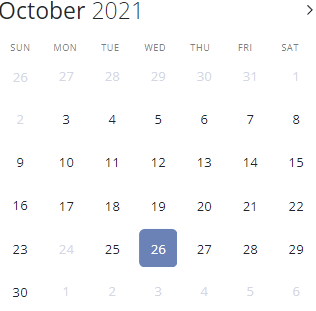 October 2021
SUN MON TUE WED THU FRI SAT
26 27 28 29 30 31 1
2 3 4 5 6 7 8
9 10 11 12 13 14 15
16 17 18 19 20 21 22
23 24 25 26 27 28 29
30 1 2 3 4 5 6